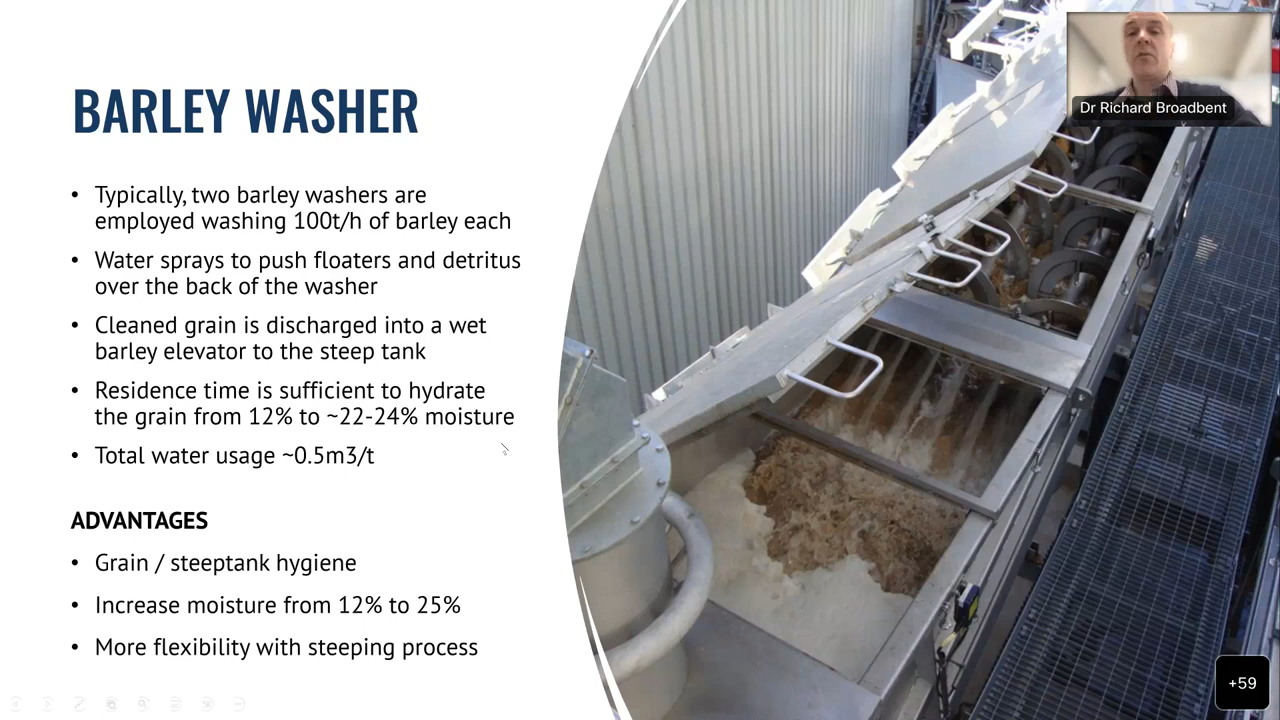 BARLEY WASHER
• Typically, two barley washers are
employed washing 100t/h of barley each
• Water sprays to push floaters and detritus
over the back of the washer
• Cleaned grain is discharged into a wet
barley elevator to the steep tank
• Residence time is sufficient to hydrate
the grain from 12% to ~22-24% moisture
• Total water usage ~0.5m3/t
ADVANTAGES
• Grain / steeptank hygiene
• Increase moisture from 12% to 25%
• More flexibility with steeping process
Dr Richard Broadbent
+59